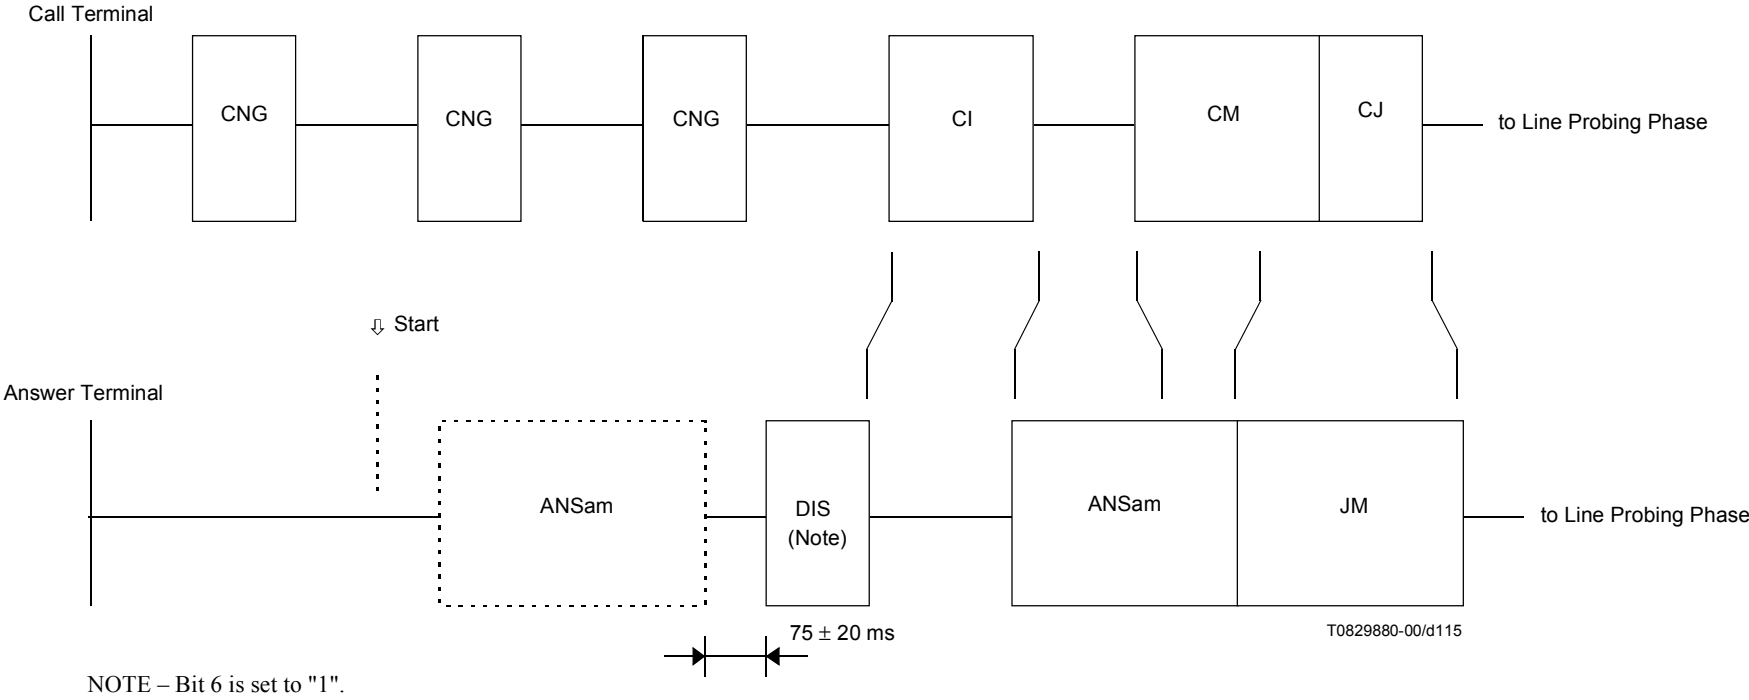 Call Terminal
CNG
CNG
CNG
CI
CM
CJ
to Line Probing Phase
⇩ Start
Answer Terminal
ANSam
DIS
(Note)
ANSam
JM
to Line Probing Phase
75 ± 20 ms
T0829880-00/d115
NOTE – Bit 6 is set to "1".